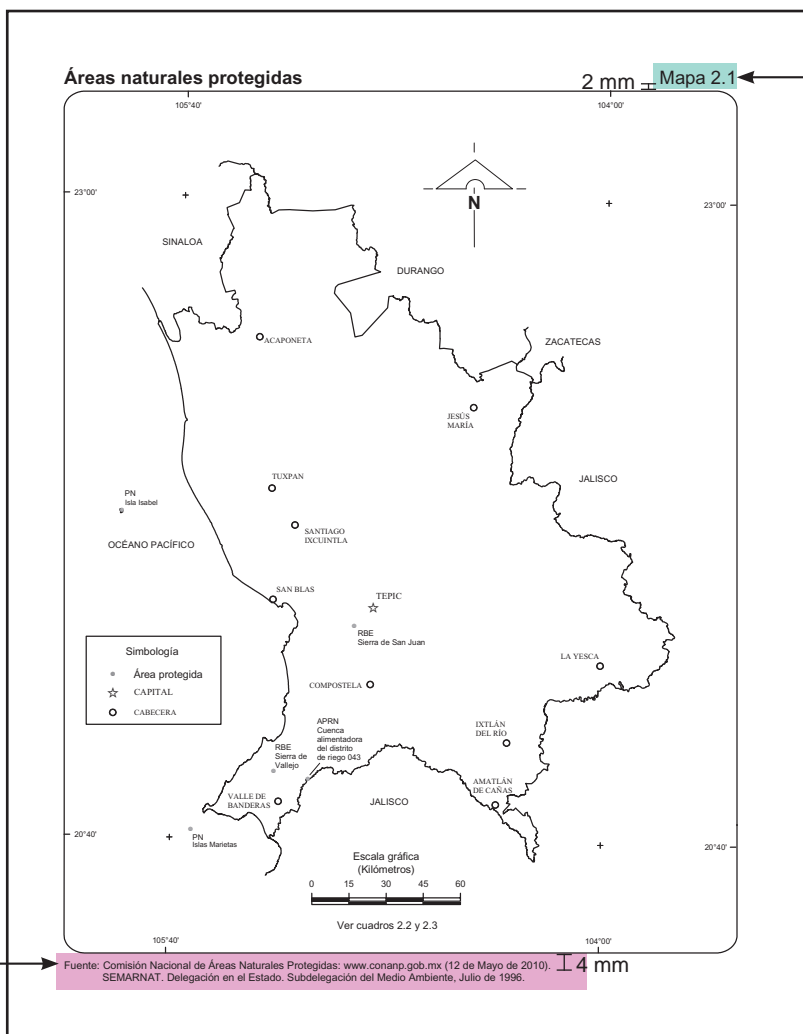 Áreas naturales protegidas
2 mm
Mapa 2.1
105°40'
104°00'
23°00'
23°00'
N
SINALOA
DURANGO
ACAPONETA
ZACATECAS
JESÚS
MARÍA
TUXPAN
JALISCO
PN
Isla Isabel
SANTIAGO
IXCUINTLA
OCÉANO PACÍFICO
SAN BLAS
TEPIC
RBE
Sierra de San Juan
Simbología
Área protegida
CAPITAL
CABECERA
LA YESCA
COMPOSTELA
IXTLÁN
DEL RÍO
APRN
Cuenca
alimentadora
del distrito
de riego 043
RBE
Sierra de
Vallejo
VALLE DE
BANDERAS
JALISCO
AMATLÁN
DE CAÑAS
20°40'
PN
Islas Marietas
20°40'
Escala gráfica
(Kilómetros)
0 15 30 45 60
Ver cuadros 2.2 y 2.3
105°40'
104°00'
Fuente: Comisión Nacional de Áreas Naturales Protegidas: www.conanp.gob.mx (12 de Mayo de 2010).
SEMARNAT. Delegación en el Estado. Subdelegación del Medio Ambiente, Julio de 1996.
4 mm